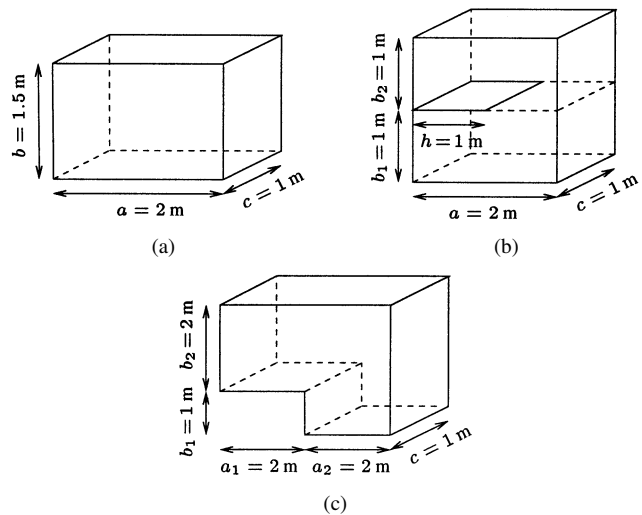 b = 1.5 m
a = 2 m
c = 1 m
(a)
b₂ = 1 m
b₁ = 1 m
h = 1 m
a = 2 m
c = 1 m
(b)
b₂ = 2 m
b₁ = 1 m
a₁ = 2 m
a₂ = 2 m
c = 1 m
(c)